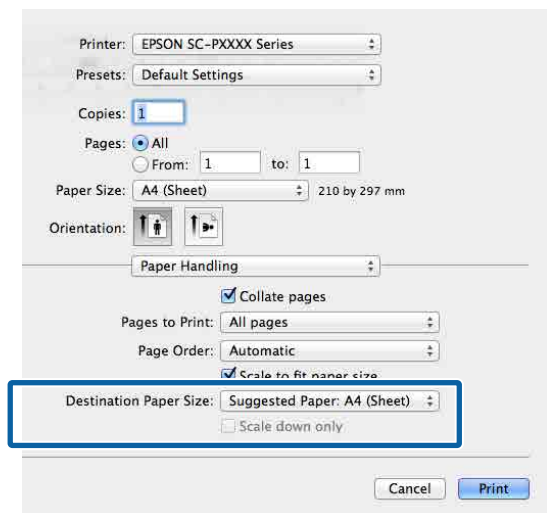 Printer: EPSON SC-PXXXX Series
Presets: Default Settings
Copies: 1
Pages: All
From: 1 to: 1
Paper Size: A4 (Sheet) 210 by 297 mm
Orientation:
Paper Handling
Collate pages
Pages to Print: All pages
Page Order: Automatic
Scale to fit paper size
Destination Paper Size: Suggested Paper: A4 (Sheet)
Scale down only
Cancel Print